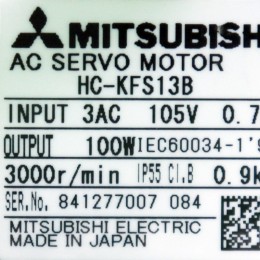 MITSUBISH
AC SERVO MOTOR
HC-KFS13B
INPUT 3AC 105V 0.7
OUTPUT 100W IEC60034-1'9
3000r/min IP55 CI.B 0.9k
SER.No. 841277007 084
MITSUBISHI ELECTRIC
MADE IN JAPAN